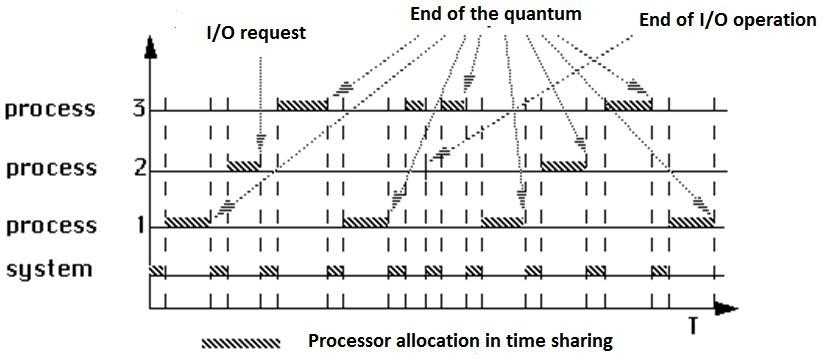 End of the quantum
End of I/O operation
I/O request
process 3
process 2
process 1
system
T
Processor allocation in time sharing